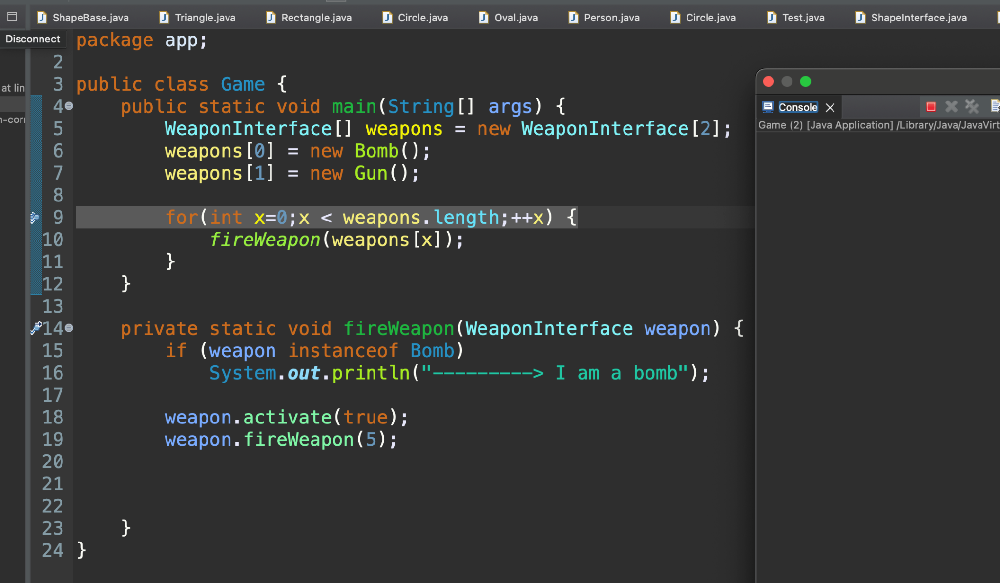 ShapeBase.java Triangle.java Rectangle.java Circle.java Oval.java Person.java Circle.java Test.java ShapeInterface.java
Disconnect
at lin
n-corr
package app;
2
3 public class Game {
4 public static void main(String[] args) {
5 WeaponInterface[] weapons = new WeaponInterface[2];
6 weapons[0] = new Bomb();
7 weapons[1] = new Gun();
8
9 for(int x=0;x < weapons.length;++x) {
10 fireWeapon(weapons[x]);
11 }
12 }
13
14 private static void fireWeapon(WeaponInterface weapon) {
15 if (weapon instanceof Bomb)
16 System.out.println("---------> I am a bomb");
17
18 weapon.activate(true);
19 weapon.fireWeapon(5);
20
21
22
23 }
24 }
Console
Game (2) [Java Application] /Library/Java/JavaVirt